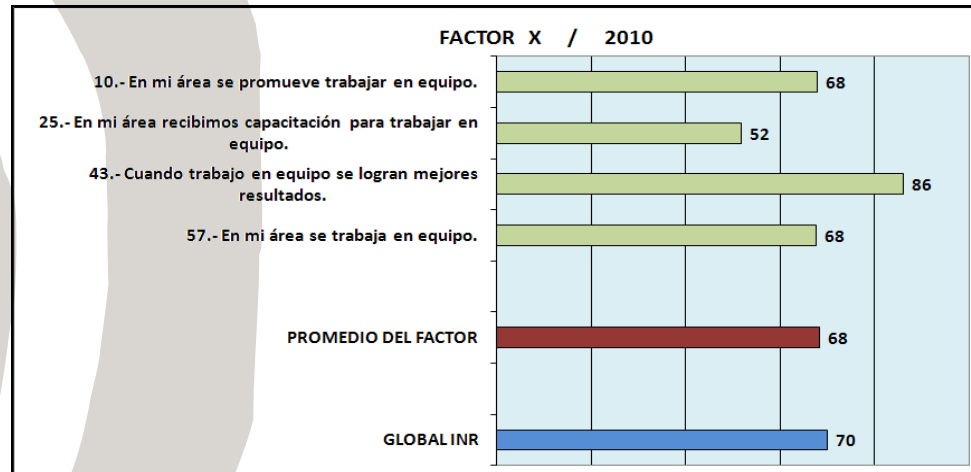 FACTOR X / 2010
10.- En mi área se promueve trabajar en equipo.
68
25.- En mi área recibimos capacitación para trabajar en
equipo.
52
43.- Cuando trabajo en equipo se logran mejores
resultados.
86
57.- En mi área se trabaja en equipo.
68
PROMEDIO DEL FACTOR
68
GLOBAL INR
70